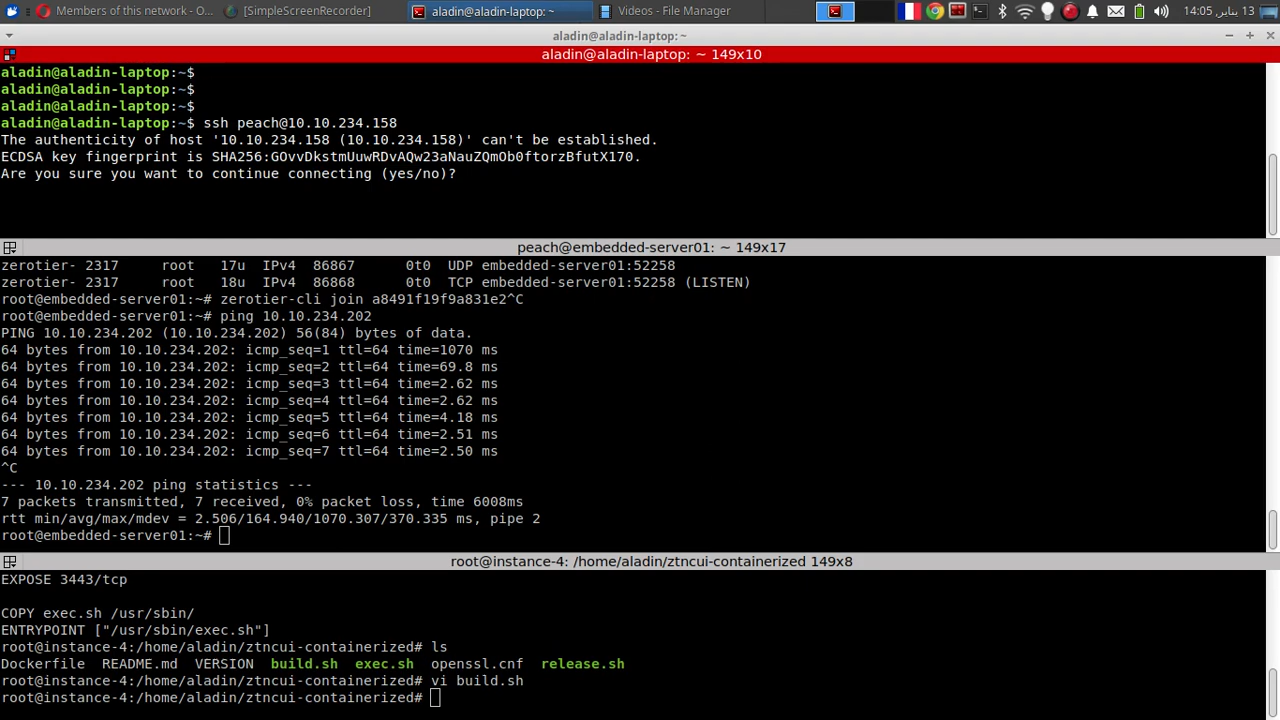 Members of this network - O...
[SimpleScreenRecorder]
aladin@aladin-laptop: ~
Videos - File Manager
14:05 ,يناير 13
aladin@aladin-laptop: ~
aladin@aladin-laptop: ~ 149x10
aladin@aladin-laptop:~$
aladin@aladin-laptop:~$
aladin@aladin-laptop:~$
aladin@aladin-laptop:~$ ssh peach@10.10.234.158
The authenticity of host '10.10.234.158 (10.10.234.158)' can't be established.
ECDSA key fingerprint is SHA256:GOvvDkstmUuwRDvAQw23aNauZQmOb0ftorzBfutX170.
Are you sure you want to continue connecting (yes/no)?
peach@embedded-server01: ~ 149x17
zerotier- 2317     root   17u  IPv4  86867      0t0  UDP embedded-server01:52258
zerotier- 2317     root   18u  IPv4  86868      0t0  TCP embedded-server01:52258 (LISTEN)
root@embedded-server01:~# zerotier-cli join a8491f19f9a831e2^C
root@embedded-server01:~# ping 10.10.234.202
PING 10.10.234.202 (10.10.234.202) 56(84) bytes of data.
64 bytes from 10.10.234.202: icmp_seq=1 ttl=64 time=1070 ms
64 bytes from 10.10.234.202: icmp_seq=2 ttl=64 time=69.8 ms
64 bytes from 10.10.234.202: icmp_seq=3 ttl=64 time=2.62 ms
64 bytes from 10.10.234.202: icmp_seq=4 ttl=64 time=2.62 ms
64 bytes from 10.10.234.202: icmp_seq=5 ttl=64 time=4.18 ms
64 bytes from 10.10.234.202: icmp_seq=6 ttl=64 time=2.51 ms
64 bytes from 10.10.234.202: icmp_seq=7 ttl=64 time=2.50 ms
^C
--- 10.10.234.202 ping statistics ---
7 packets transmitted, 7 received, 0% packet loss, time 6008ms
rtt min/avg/max/mdev = 2.506/164.940/1070.307/370.335 ms, pipe 2
root@embedded-server01:~#
root@instance-4: /home/aladin/ztncui-containerized 149x8
EXPOSE 3443/tcp
COPY exec.sh /usr/sbin/
ENTRYPOINT ["/usr/sbin/exec.sh"]
root@instance-4:/home/aladin/ztncui-containerized# ls
Dockerfile  README.md  VERSION  build.sh  exec.sh  openssl.cnf  release.sh
root@instance-4:/home/aladin/ztncui-containerized# vi build.sh
root@instance-4:/home/aladin/ztncui-containerized#